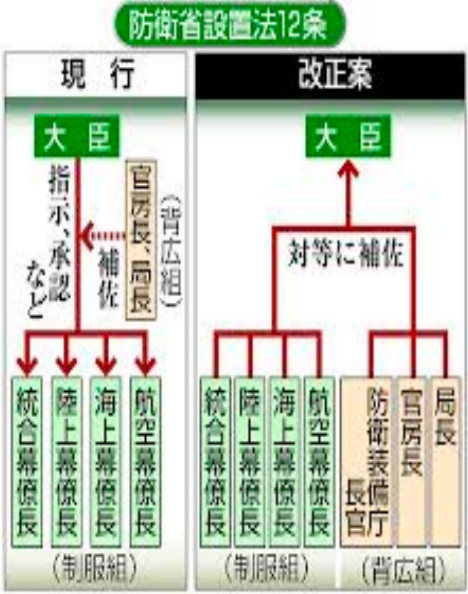 防衛省設置法12条
現行
大臣
指示、承認
など
補佐
官房長、局長
(背広組)
統合幕僚長
陸上幕僚長
海上幕僚長
航空幕僚長
(制服組)
改正案
大臣
対等に補佐
統合幕僚長
陸上幕僚長
海上幕僚長
航空幕僚長
防衛装備庁
長官
官房長
局長
(制服組)
(背広組)